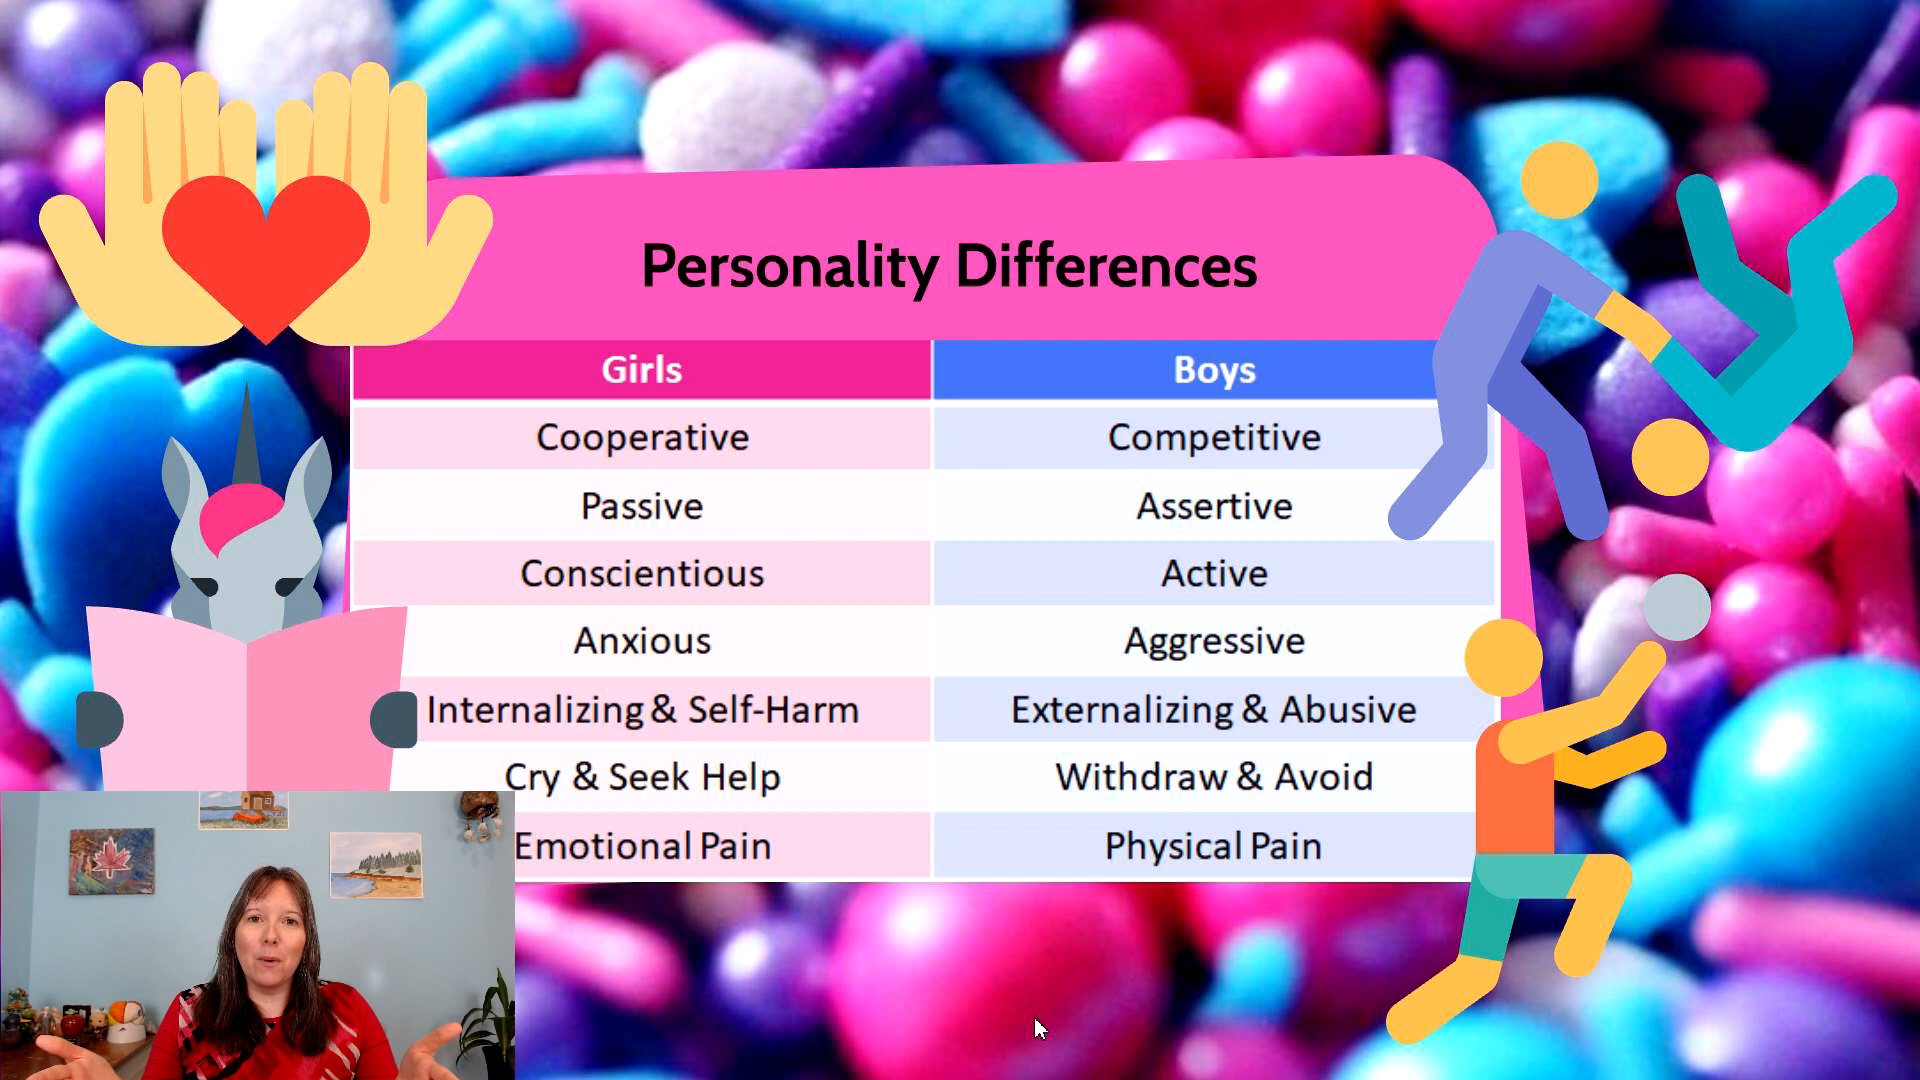 Personality Differences
Girls Boys
Cooperative Competitive
Passive Assertive
Conscientious Active
Anxious Aggressive
Internalizing & Self-Harm Externalizing & Abusive
Cry & Seek Help Withdraw & Avoid
Emotional Pain Physical Pain